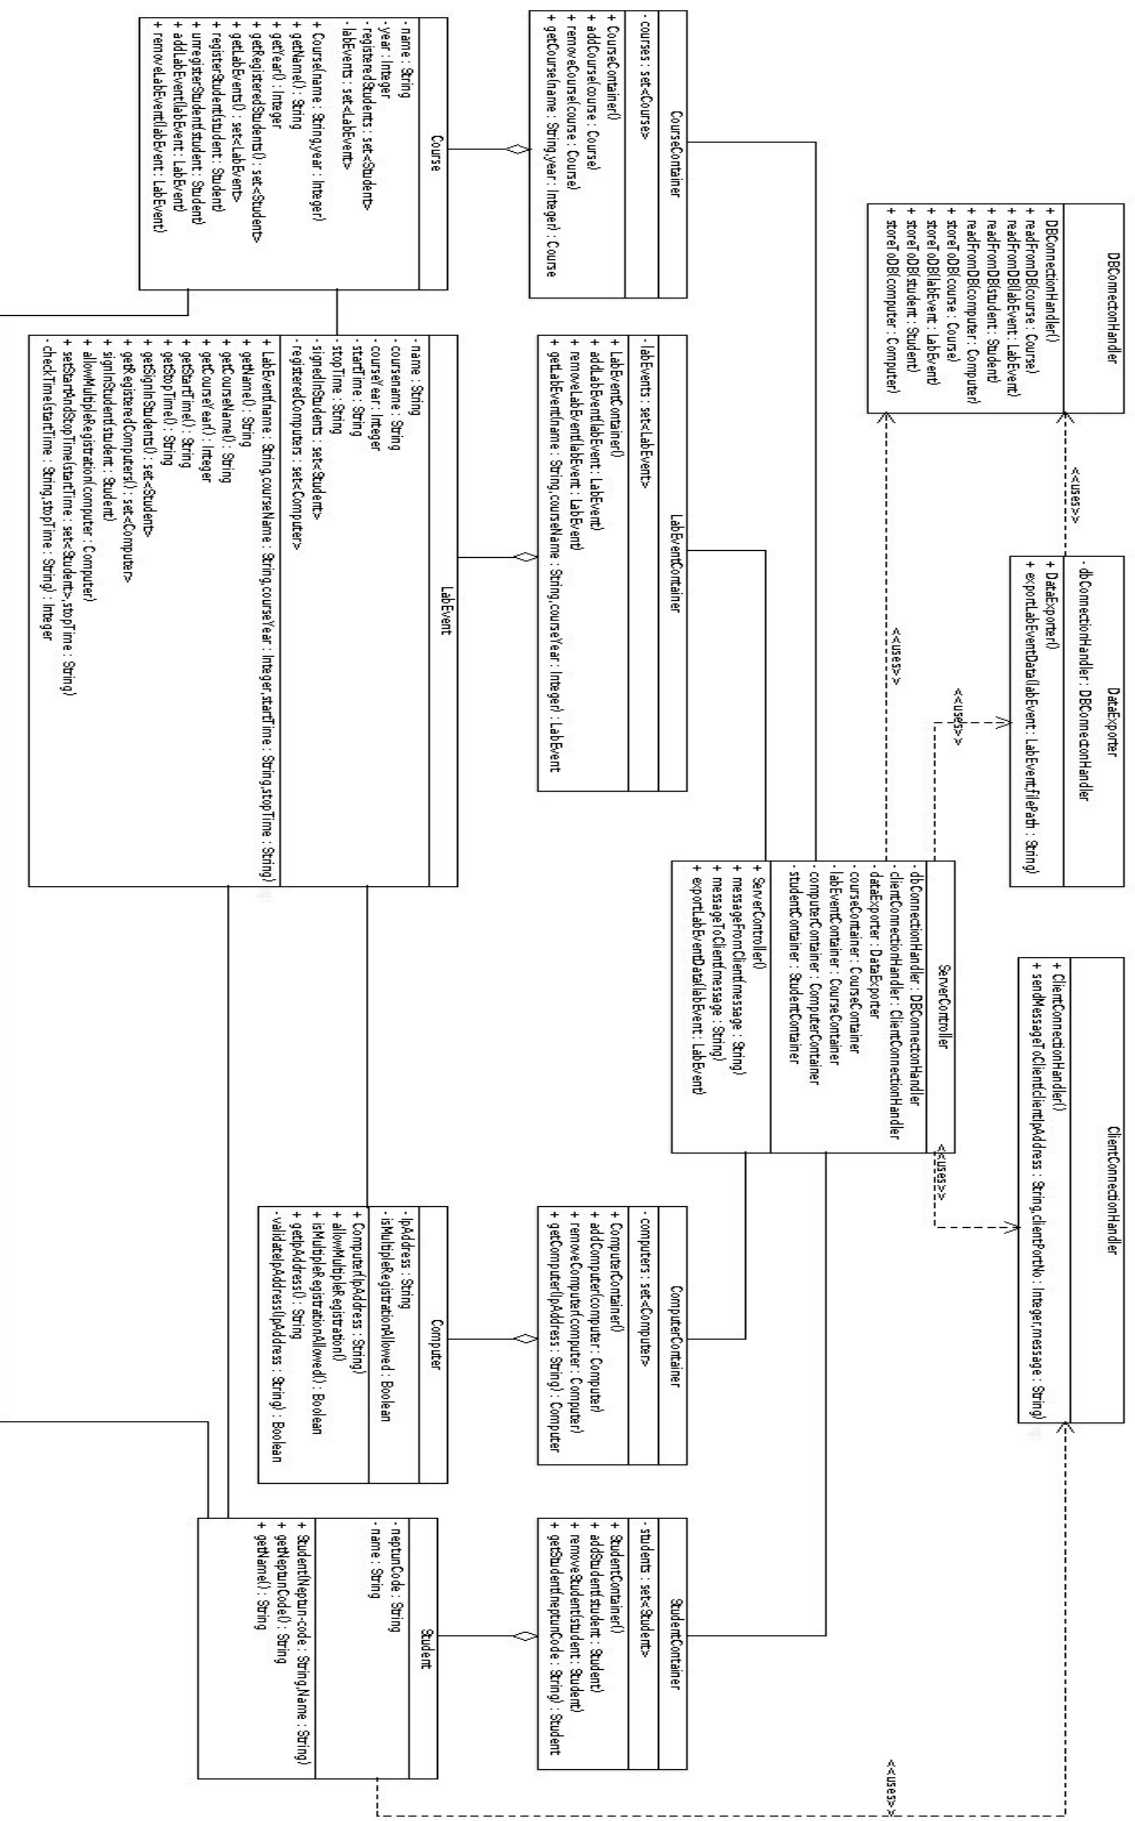 DBConnectonHandler
+ DBConnectionHandler()
+ readFromDB(course : Course)
+ readFromDB(labEvent : LabEvent)
+ readFromDB(student : Student)
+ readFromDB(computer : Computer)
+ storeToDB(course : Course)
+ storeToDB(labEvent : LabEvent)
+ storeToDB(student : Student)
+ storeToDB(computer : Computer)
<<uses>>
DataExporter
- dbConnectionHandler : DBConnectonHandler
+ DataExporter()
+ exportLabEventData(labEvent : LabEvent,filePath : String)
<<uses>>
<<uses>>
ClientConnectionHandler
+ ClientConnectionHandler()
+ sendMessageToClient(clientIpAddress : String,clientPortNo : Integer,message : String)
<<uses>>
<<uses>>
ServerController
- dbConnectionHandler : DBConnectonHandler
- clientConnectionHandler : ClientConnectionHandler
- dataExporter : DataExporter
- courseContainer : CourseContainer
- labEventContainer : CourseContainer
- computerContainer : ComputerContainer
- studentContainer : StudentContainer
+ ServerController()
+ messageFromClient(message : String)
+ messageToClient(message : String)
+ exportLabEventData(labEvent : LabEvent)
CourseContainer
- courses : set<Course>
+ CourseContainer()
+ addCourse(course : Course)
+ removeCourse(course : Course)
+ getCourse(name : String,year : Integer) : Course
LabEventContainer
- labEvents : set<LabEvent>
+ LabEventContainer()
+ addLabEvent(labEvent : LabEvent)
+ removeLabEvent(labEvent : LabEvent)
+ getLabEvent(name : String,courseName : String,courseYear : Integer) : LabEvent
ComputerContainer
- computers : set<Computer>
+ ComputerContainer()
+ addComputer(computer : Computer)
+ removeComputer(computer : Computer)
+ getComputer(IpAddress : String) : Computer
StudentContainer
- students : set<Student>
+ StudentContainer()
+ addStudent(student : Student)
+ removeStudent(student : Student)
+ getStudent(neptunCode : String) : Student
Course
- name : String
- year : Integer
- registeredStudents : set<Student>
- labEvents : set<LabEvent>
+ Course(name : String,year : Integer)
+ getName() : String
+ getYear() : Integer
+ getRegisteredStudents() : set<Student>
+ getLabEvents() : set<LabEvent>
+ registerStudent(student : Student)
+ unregisterStudent(student : Student)
+ addLabEvent(labEvent : LabEvent)
+ removeLabEvent(labEvent : LabEvent)
LabEvent
- name : String
- coursename : String
- courseYear : Integer
- startTime : String
- stopTime : String
- signedInStudents : set<Student>
- registeredComputers : set<Computer>
+ LabEvent(name : String,courseName : String,courseYear : Integer,startTime : String,stopTime : String)
+ getName() : String
+ getCourseName() : String
+ getCourseYear() : Integer
+ getStartTime() : String
+ getStopTime() : String
+ getSignInStudents() : set<Student>
+ getRegisteredComputers() : set<Computer>
+ signInStudent(student : Student)
+ allowMultipleRegistration(computer : Computer)
+ setStartAndStopTime(startTime : set<Student>,stopTime : String)
- checkTime(startTime : String,stopTime : String) : Integer
Computer
- IpAddress : String
- isMultipleRegistrationAllowed : Boolean
+ Computer(IpAddress : String)
+ allowMultipleRegistration()
+ isMultipleRegistrationAllowed() : Boolean
+ getIpAddress() : String
- validateIpAddress(IpAddress : String) : Boolean
Student
- neptunCode : String
- name : String
+ Student(Neptun-code : String,Name : String)
+ getNeptunCode() : String
+ getName() : String